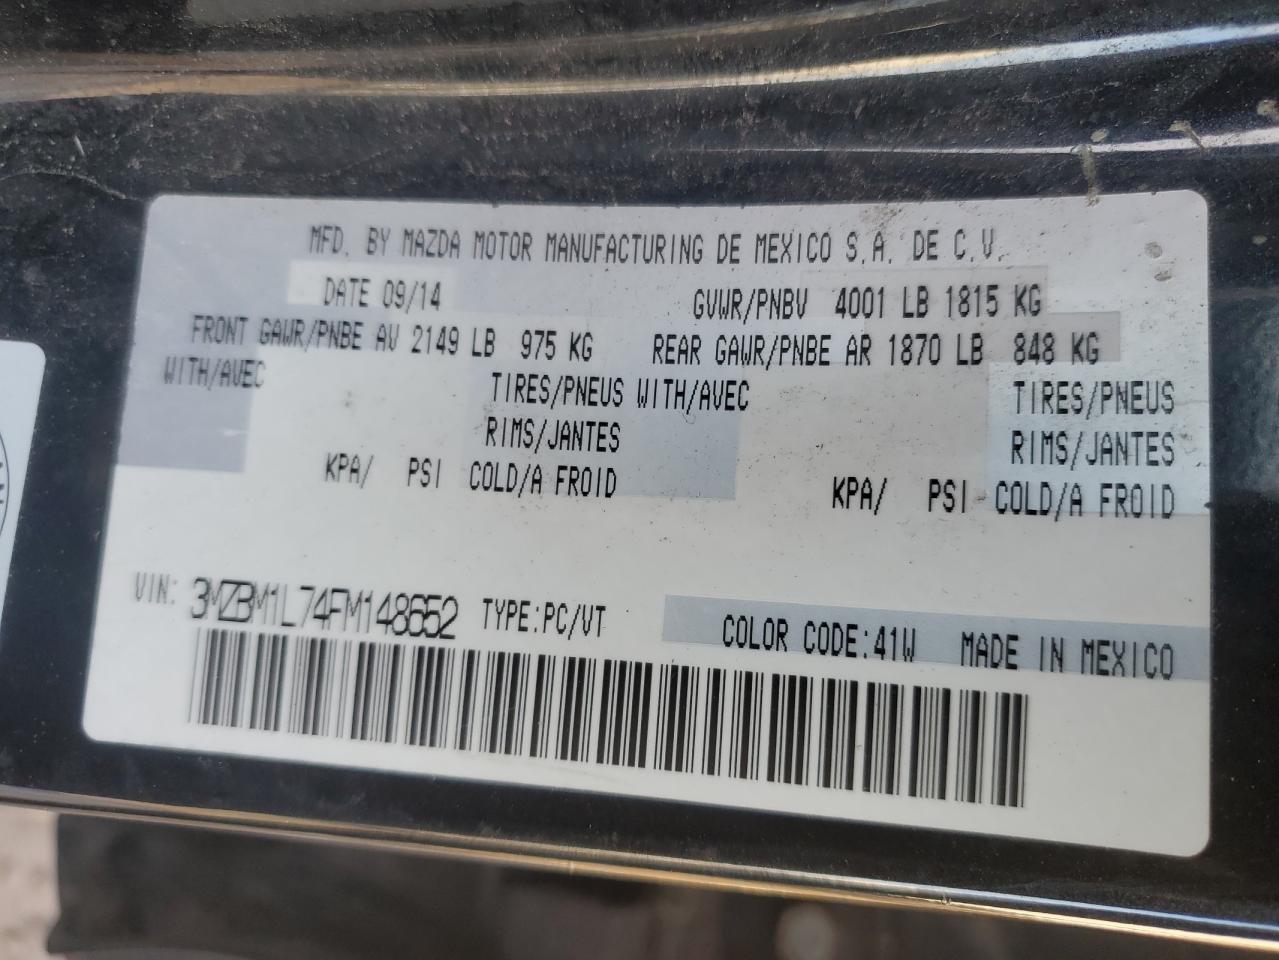 MFD. BY MAZDA MOTOR MANUFACTURING DE MEXICO S.A. DE C.V.
DATE 09/14 GVWR/PNBV 4001 LB 1815 KG
FRONT GAWR/PNBE AV 2149 LB 975 KG REAR GAWR/PNBE AR 1870 LB 848 KG
WITH/AVEC TIRES/PNEUS WITH/AVEC TIRES/PNEUS
RIMS/JANTES RIMS/JANTES
KPA/ PSI COLD/A FROID KPA/ PSI COLD/A FROID
VIN: 3MZBM1L74FM148652 TYPE:PC/VT COLOR CODE:41W MADE IN MEXICO